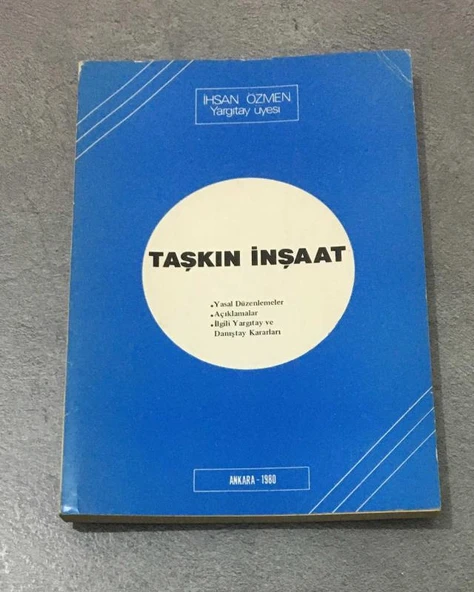 İHSAN ÖZMEN
Yargıtay üyesi
TAŞKIN İNŞAAT
.Yasal Düzenlemeler
.Açıklamalar
.İlgili Yargıtay ve
Danıştay Kararları
ANKARA - 1980